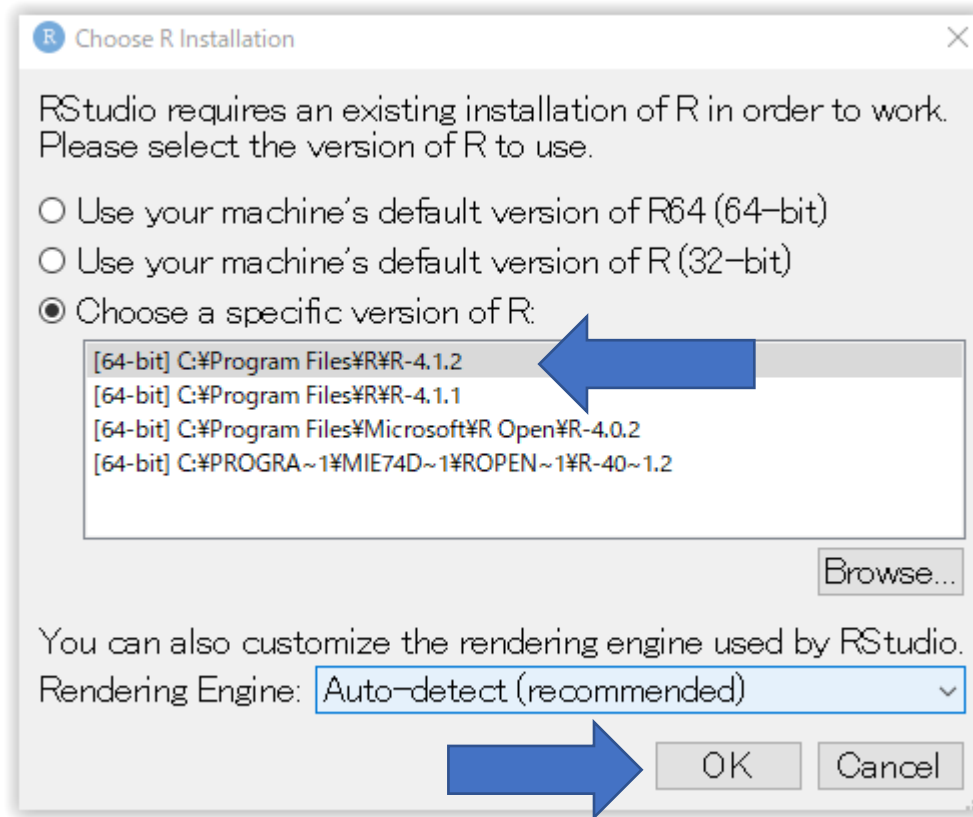 R Choose R Installation
RStudio requires an existing installation of R in order to work.
Please select the version of R to use.
Use your machine's default version of R64 (64-bit)
Use your machine's default version of R (32-bit)
Choose a specific version of R:
[64-bit] C:¥Program Files¥R¥R-4.1.2
[64-bit] C:¥Program Files¥R¥R-4.1.1
[64-bit] C:¥Program Files¥Microsoft¥R Open¥R-4.0.2
[64-bit] C:¥PROGRA~1¥MIE74D~1¥ROPEN~1¥R-40~1.2
Browse...
You can also customize the rendering engine used by RStudio.
Rendering Engine: Auto-detect (recommended)
OK Cancel